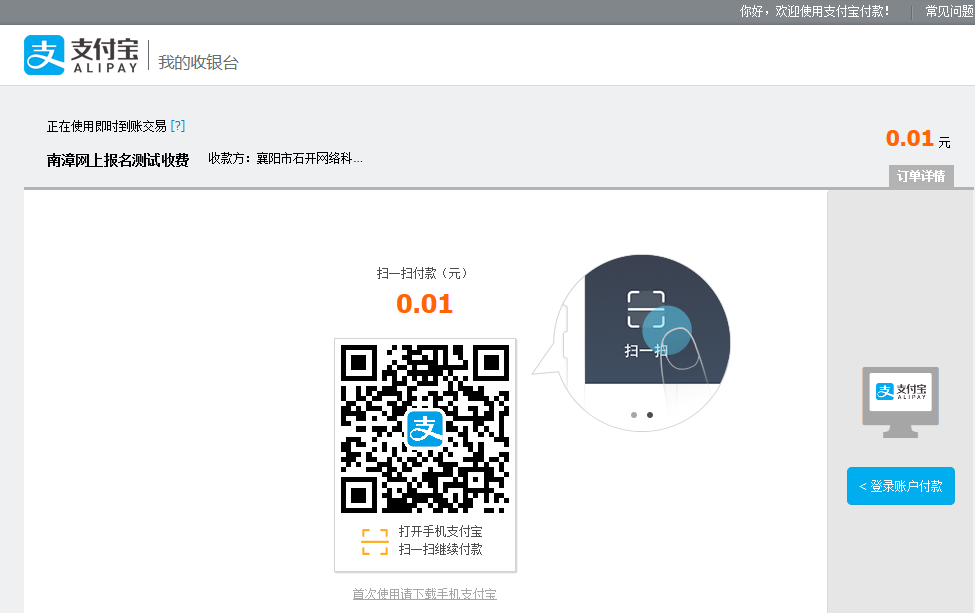 你好，欢迎使用支付宝付款！ 常见问题
支付宝
ALIPAY
我的收银台
正在使用即时到账交易 [?]
南漳网上报名测试收费 收款方：襄阳市石开网络科...
0.01 元
订单详情
扫一扫付款（元）
0.01
支
打开手机支付宝
扫一扫继续付款
首次使用请下载手机支付宝
扫一扫
支 支付宝
ALIPAY
< 登录账户付款